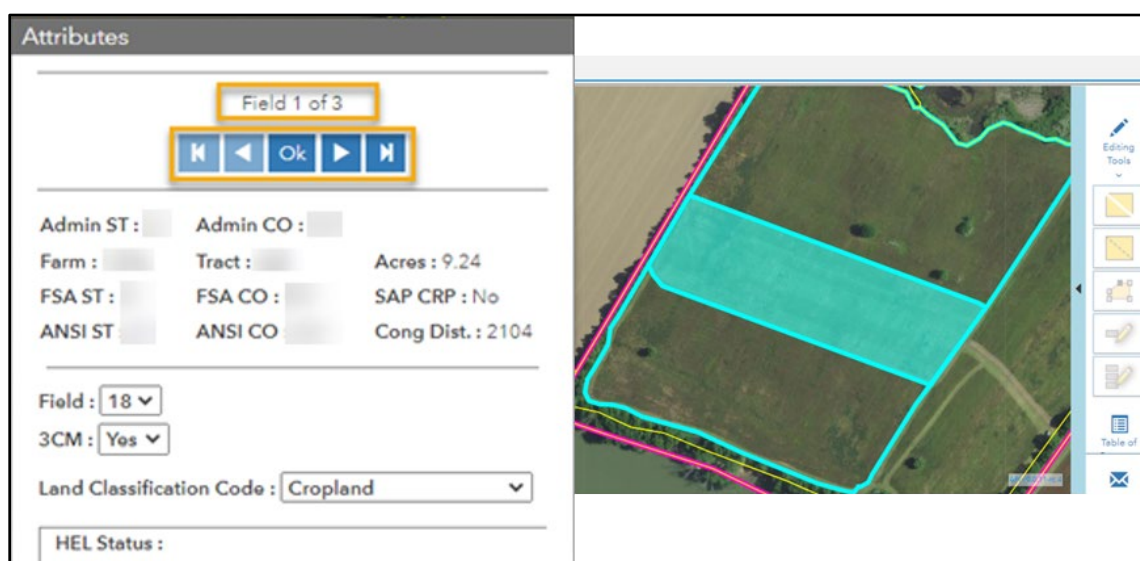 Attributes
Field 1 of 3
Ok
Admin ST : Admin CO :
Farm : Tract : Acres : 9.24
FSA ST : FSA CO : SAP CRP : No
ANSI ST ANSI CO Cong Dist. : 2104
Field : 18
3CM : Yes
Land Classification Code : Cropland
HEL Status :
Editing
Tools
Table of